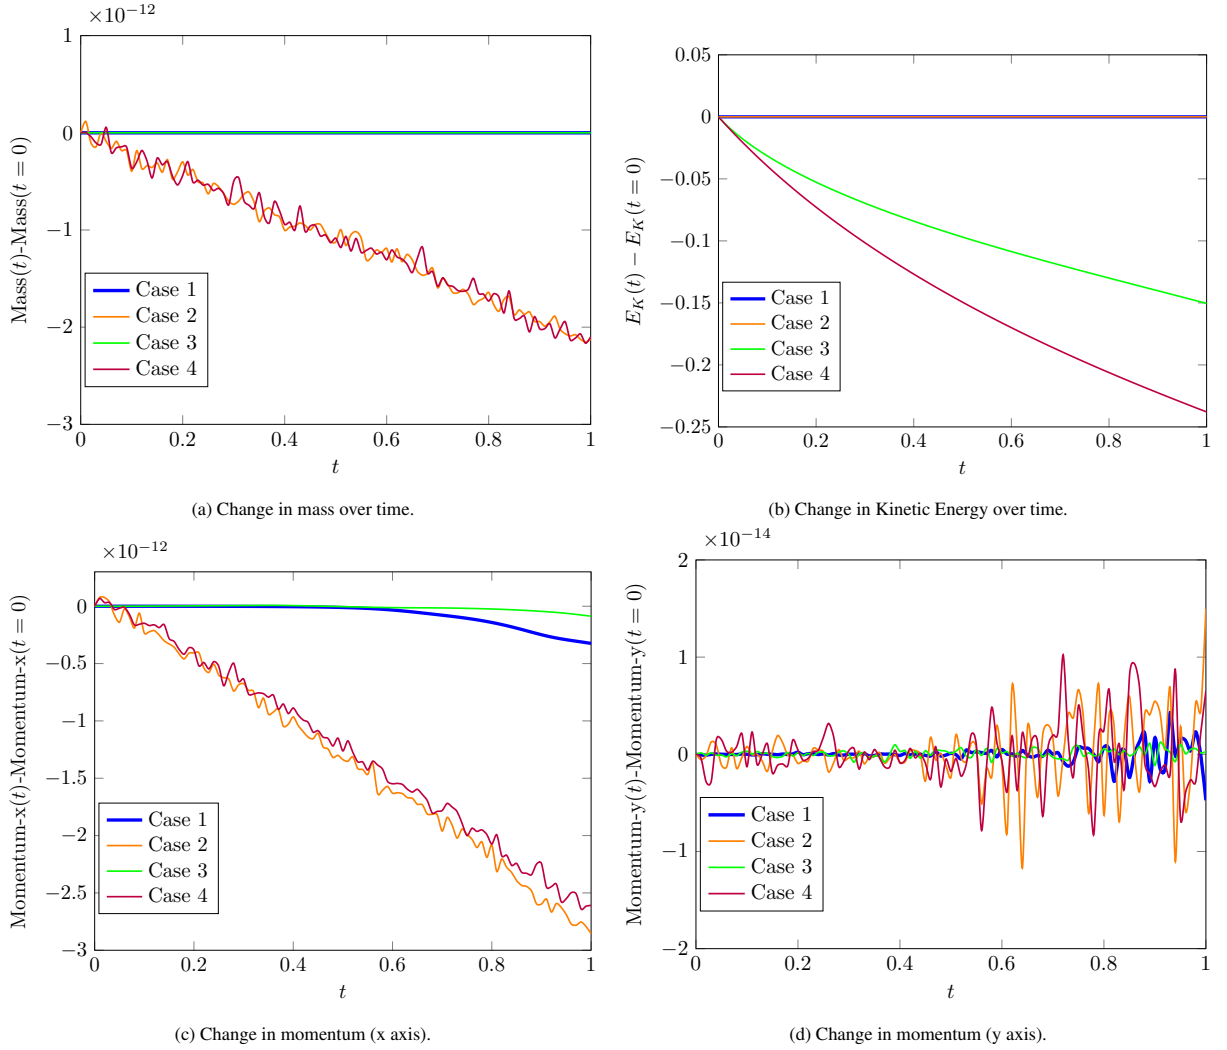 ×10−12
1
0
−1
−2
−3
Mass(t)-Mass(t = 0)
Case 1
Case 2
Case 3
Case 4
0 0.2 0.4 0.6 0.8 1
t
(a) Change in mass over time.
0.05
0
−0.05
−0.1
−0.15
−0.2
−0.25
E_K(t) − E_K(t = 0)
Case 1
Case 2
Case 3
Case 4
0 0.2 0.4 0.6 0.8 1
t
(b) Change in Kinetic Energy over time.
×10−12
0
−0.5
−1
−1.5
−2
−2.5
−3
Momentum-x(t)-Momentum-x(t = 0)
Case 1
Case 2
Case 3
Case 4
0 0.2 0.4 0.6 0.8 1
t
(c) Change in momentum (x axis).
×10−14
2
1
0
−1
−2
Momentum-y(t)-Momentum-y(t = 0)
Case 1
Case 2
Case 3
Case 4
0 0.2 0.4 0.6 0.8 1
t
(d) Change in momentum (y axis).